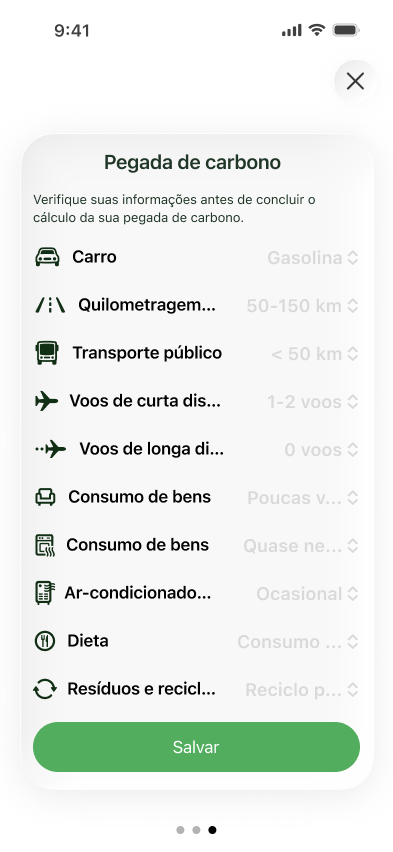 9:41
Pegada de carbono
Verifique suas informações antes de concluir o
cálculo da sua pegada de carbono.
Carro Gasolina
Quilometragem... 50-150 km
Transporte público < 50 km
Voos de curta dis... 1-2 voos
Voos de longa di... 0 voos
Consumo de bens Poucas v...
Consumo de bens Quase ne...
Ar-condicionado... Ocasional
Dieta Consumo ...
Resíduos e recicl... Reciclo p...
Salvar